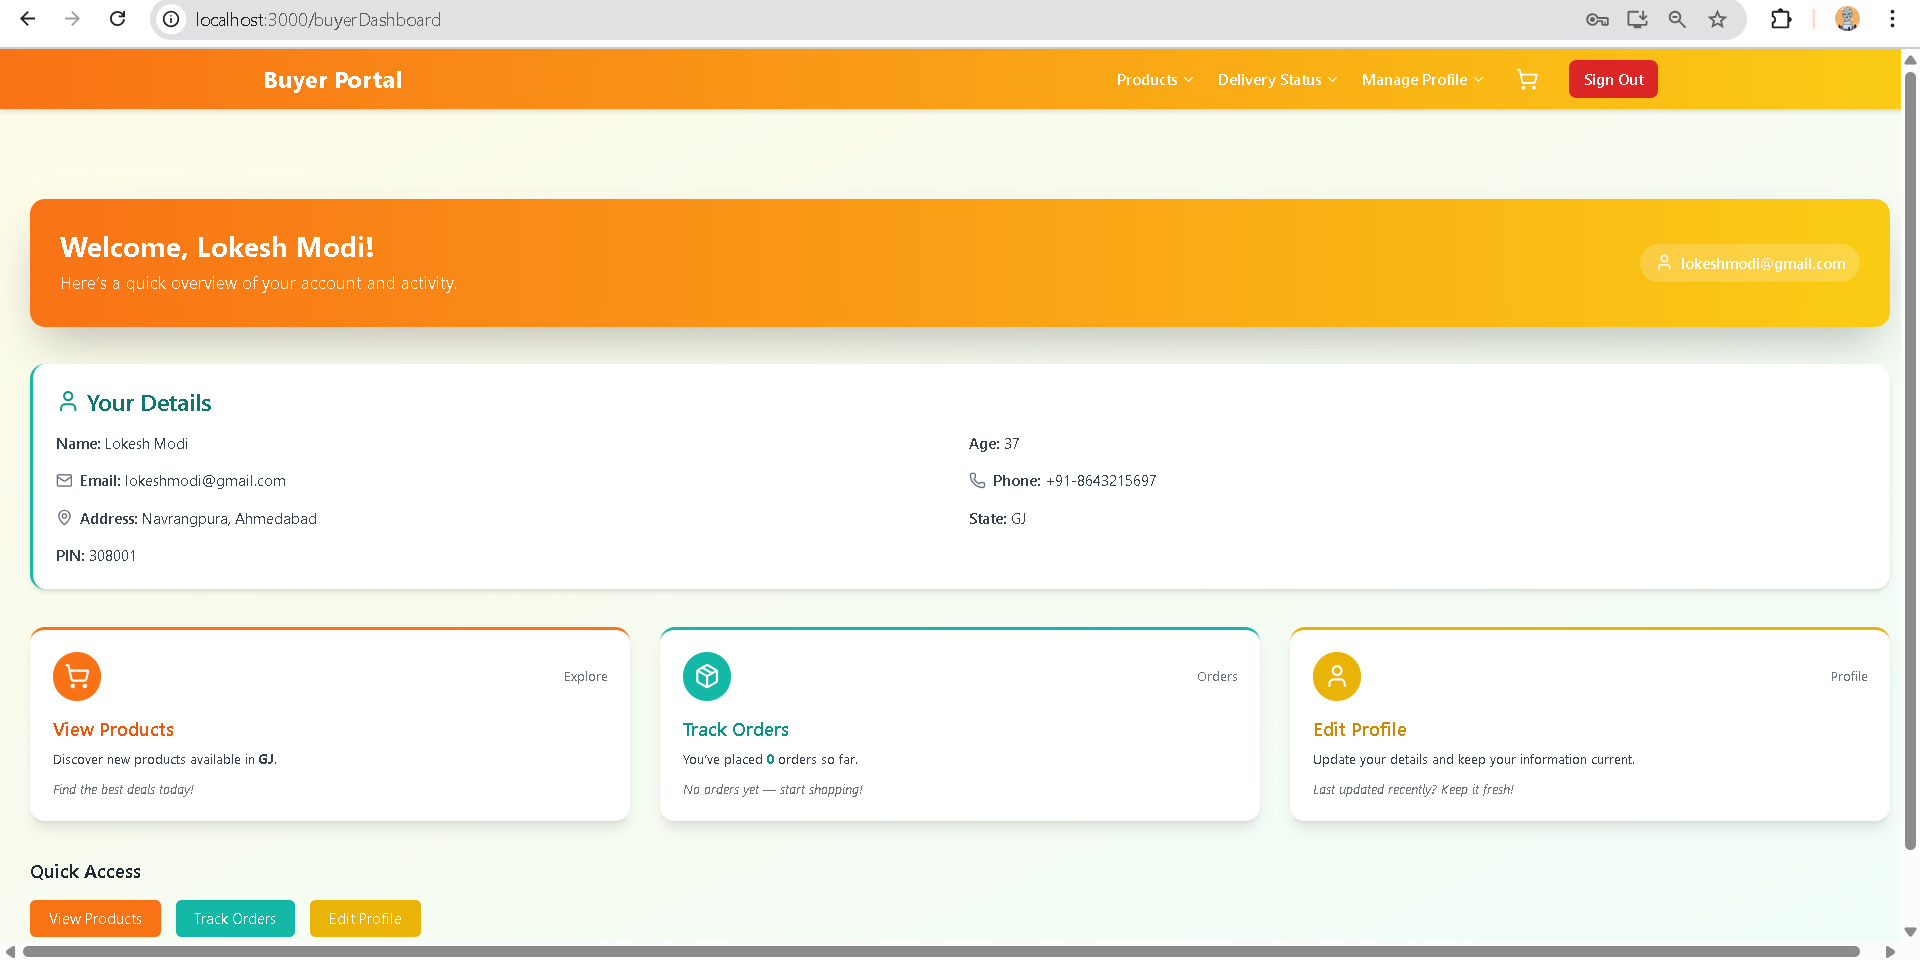 localhost:3000/buyerDashboard
Buyer Portal
Products
Delivery Status
Manage Profile
Sign Out
Welcome, Lokesh Modi!
Here's a quick overview of your account and activity.
lokeshmodi@gmail.com
Your Details
Name: Lokesh Modi
Age: 37
Email: lokeshmodi@gmail.com
Phone: +91-8643215697
Address: Navrangpura, Ahmedabad
State: GJ
PIN: 308001
Explore
View Products
Discover new products available in GJ.
Find the best deals today!
Orders
Track Orders
You've placed 0 orders so far.
No orders yet — start shopping!
Profile
Edit Profile
Update your details and keep your information current.
Last updated recently? Keep it fresh!
Quick Access
View Products
Track Orders
Edit Profile